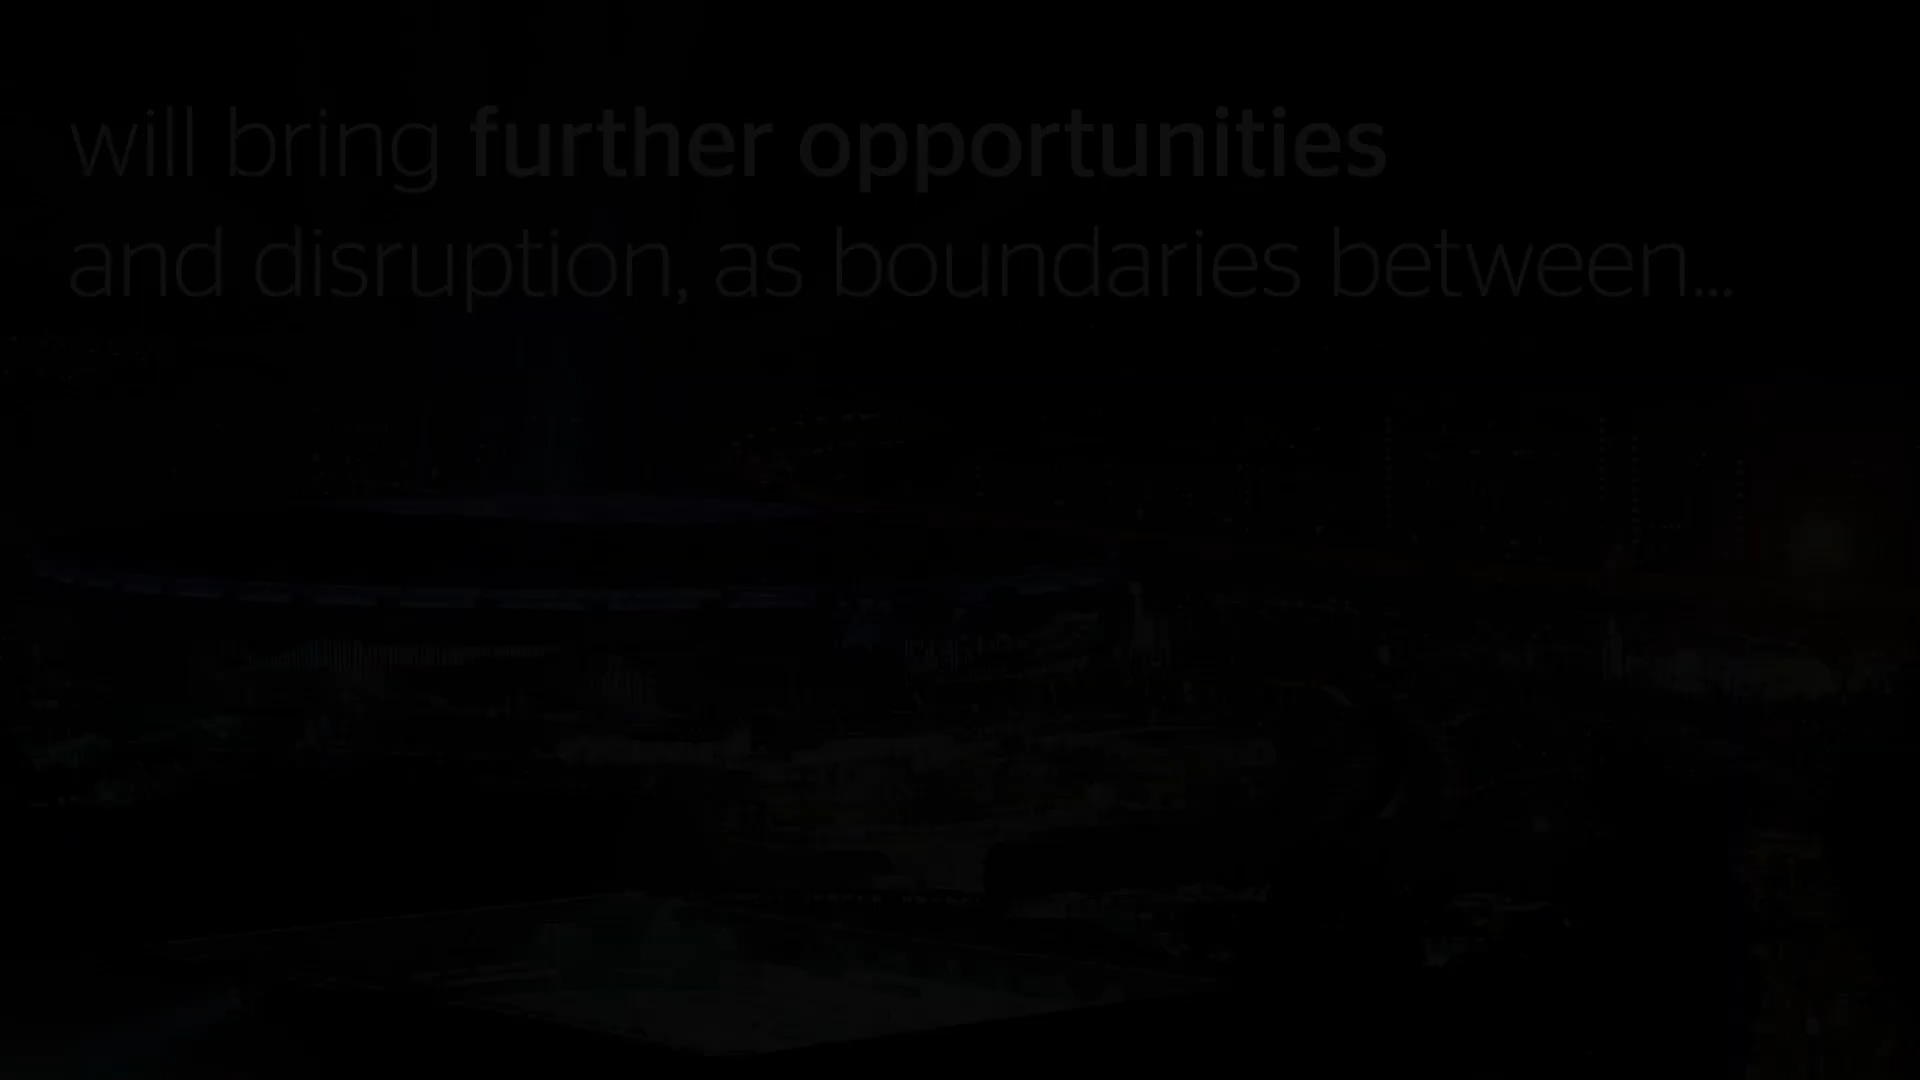 will bring further opportunities
and disruption, as boundaries between...